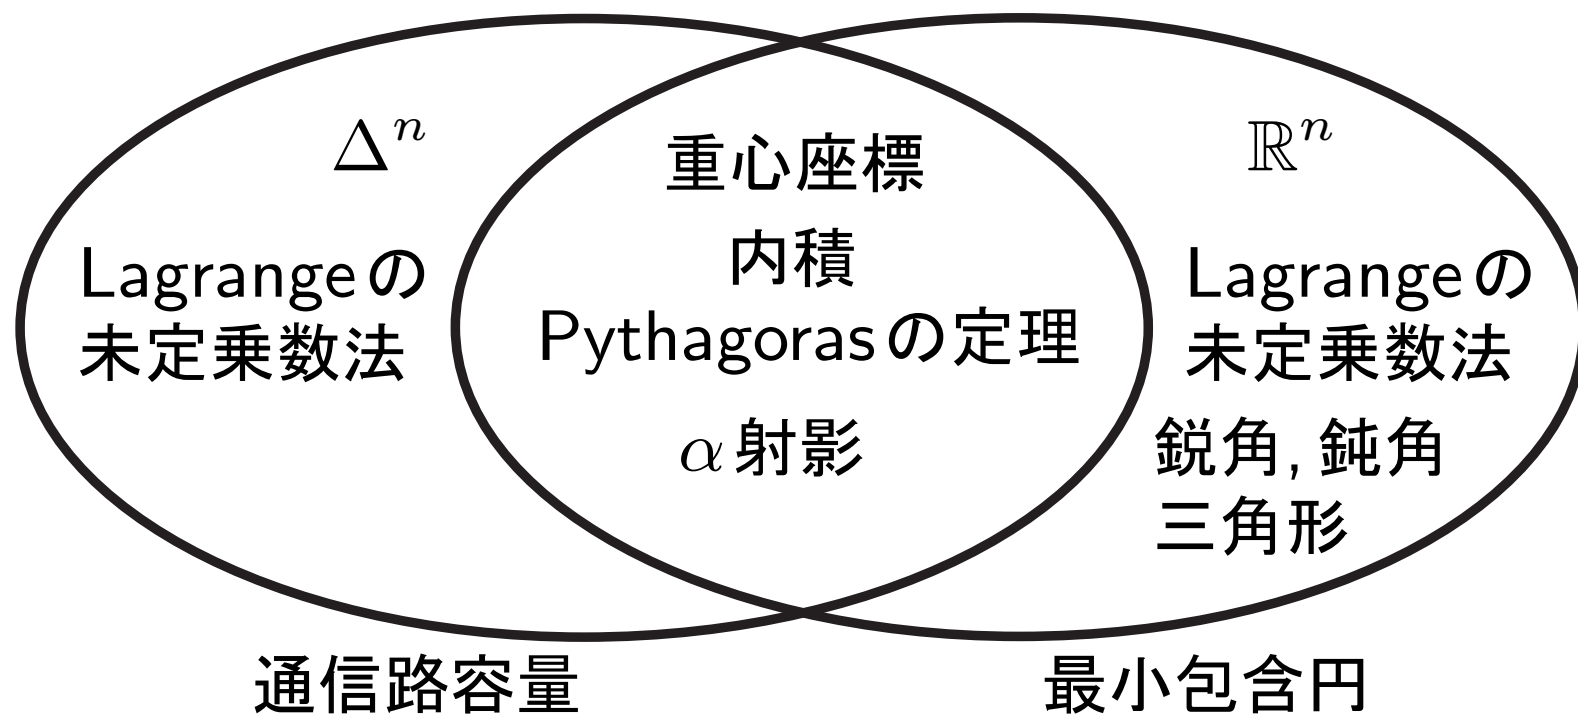 Δⁿ
Lagrangeの
未定乗数法
重心座標
内積
Pythagorasの定理
α射影
ℝⁿ
Lagrangeの
未定乗数法
鋭角, 鈍角
三角形
通信路容量
最小包含円